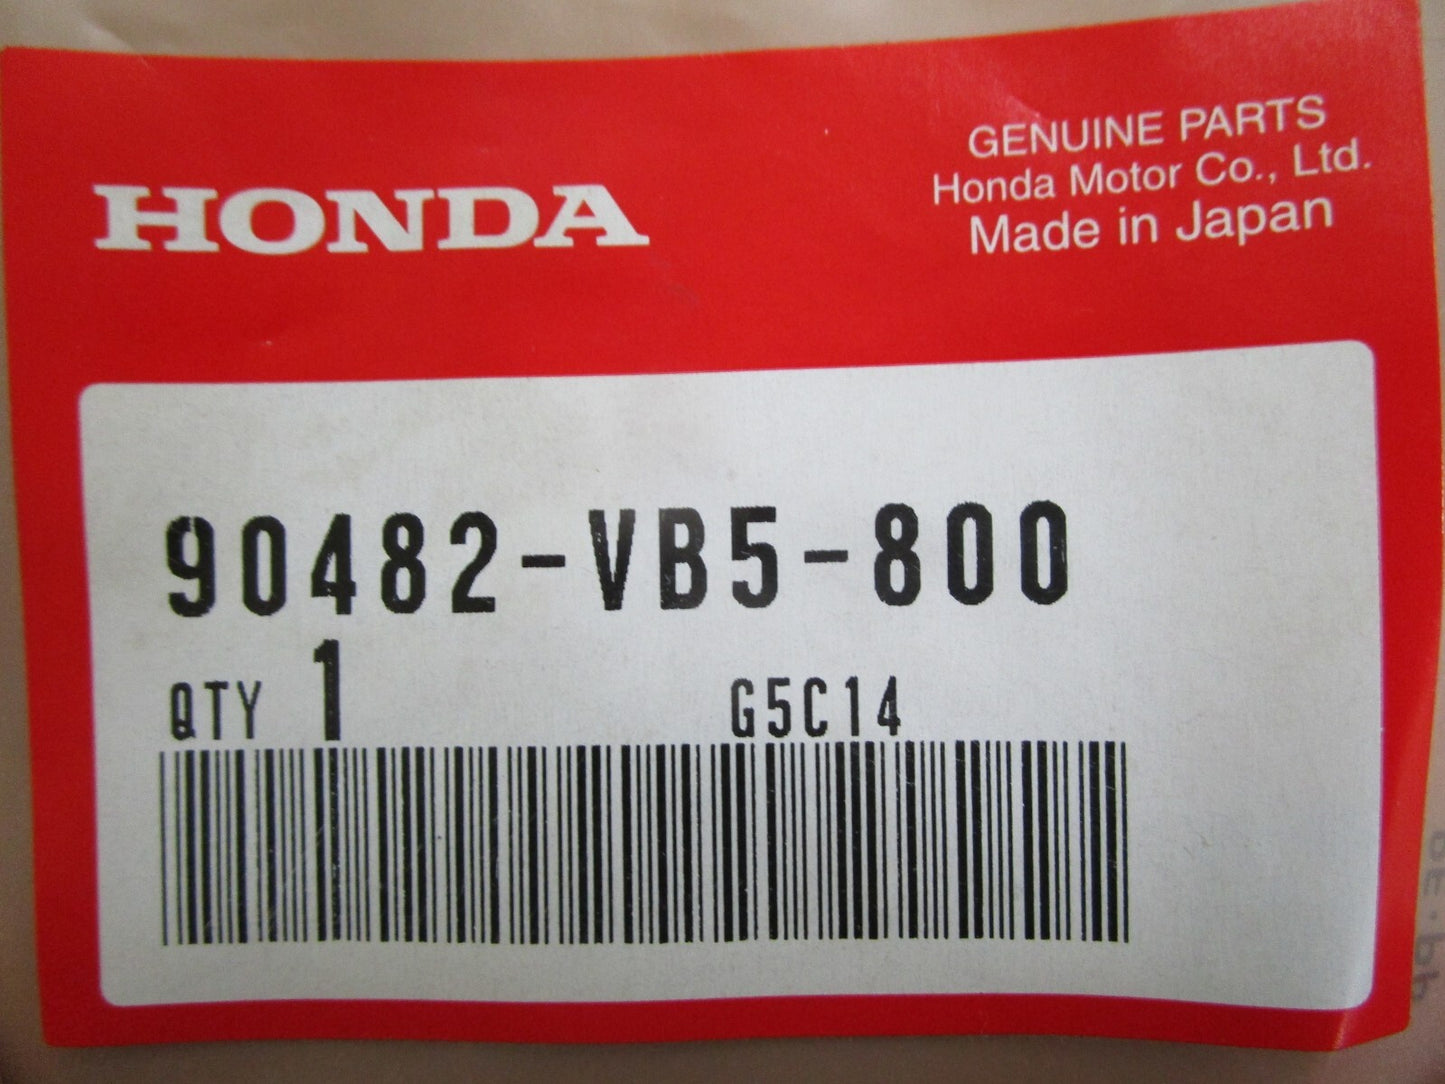 HONDA
GENUINE PARTS
Honda Motor Co., Ltd.
Made in Japan
90482-VB5-800
QTY 1 G5C14